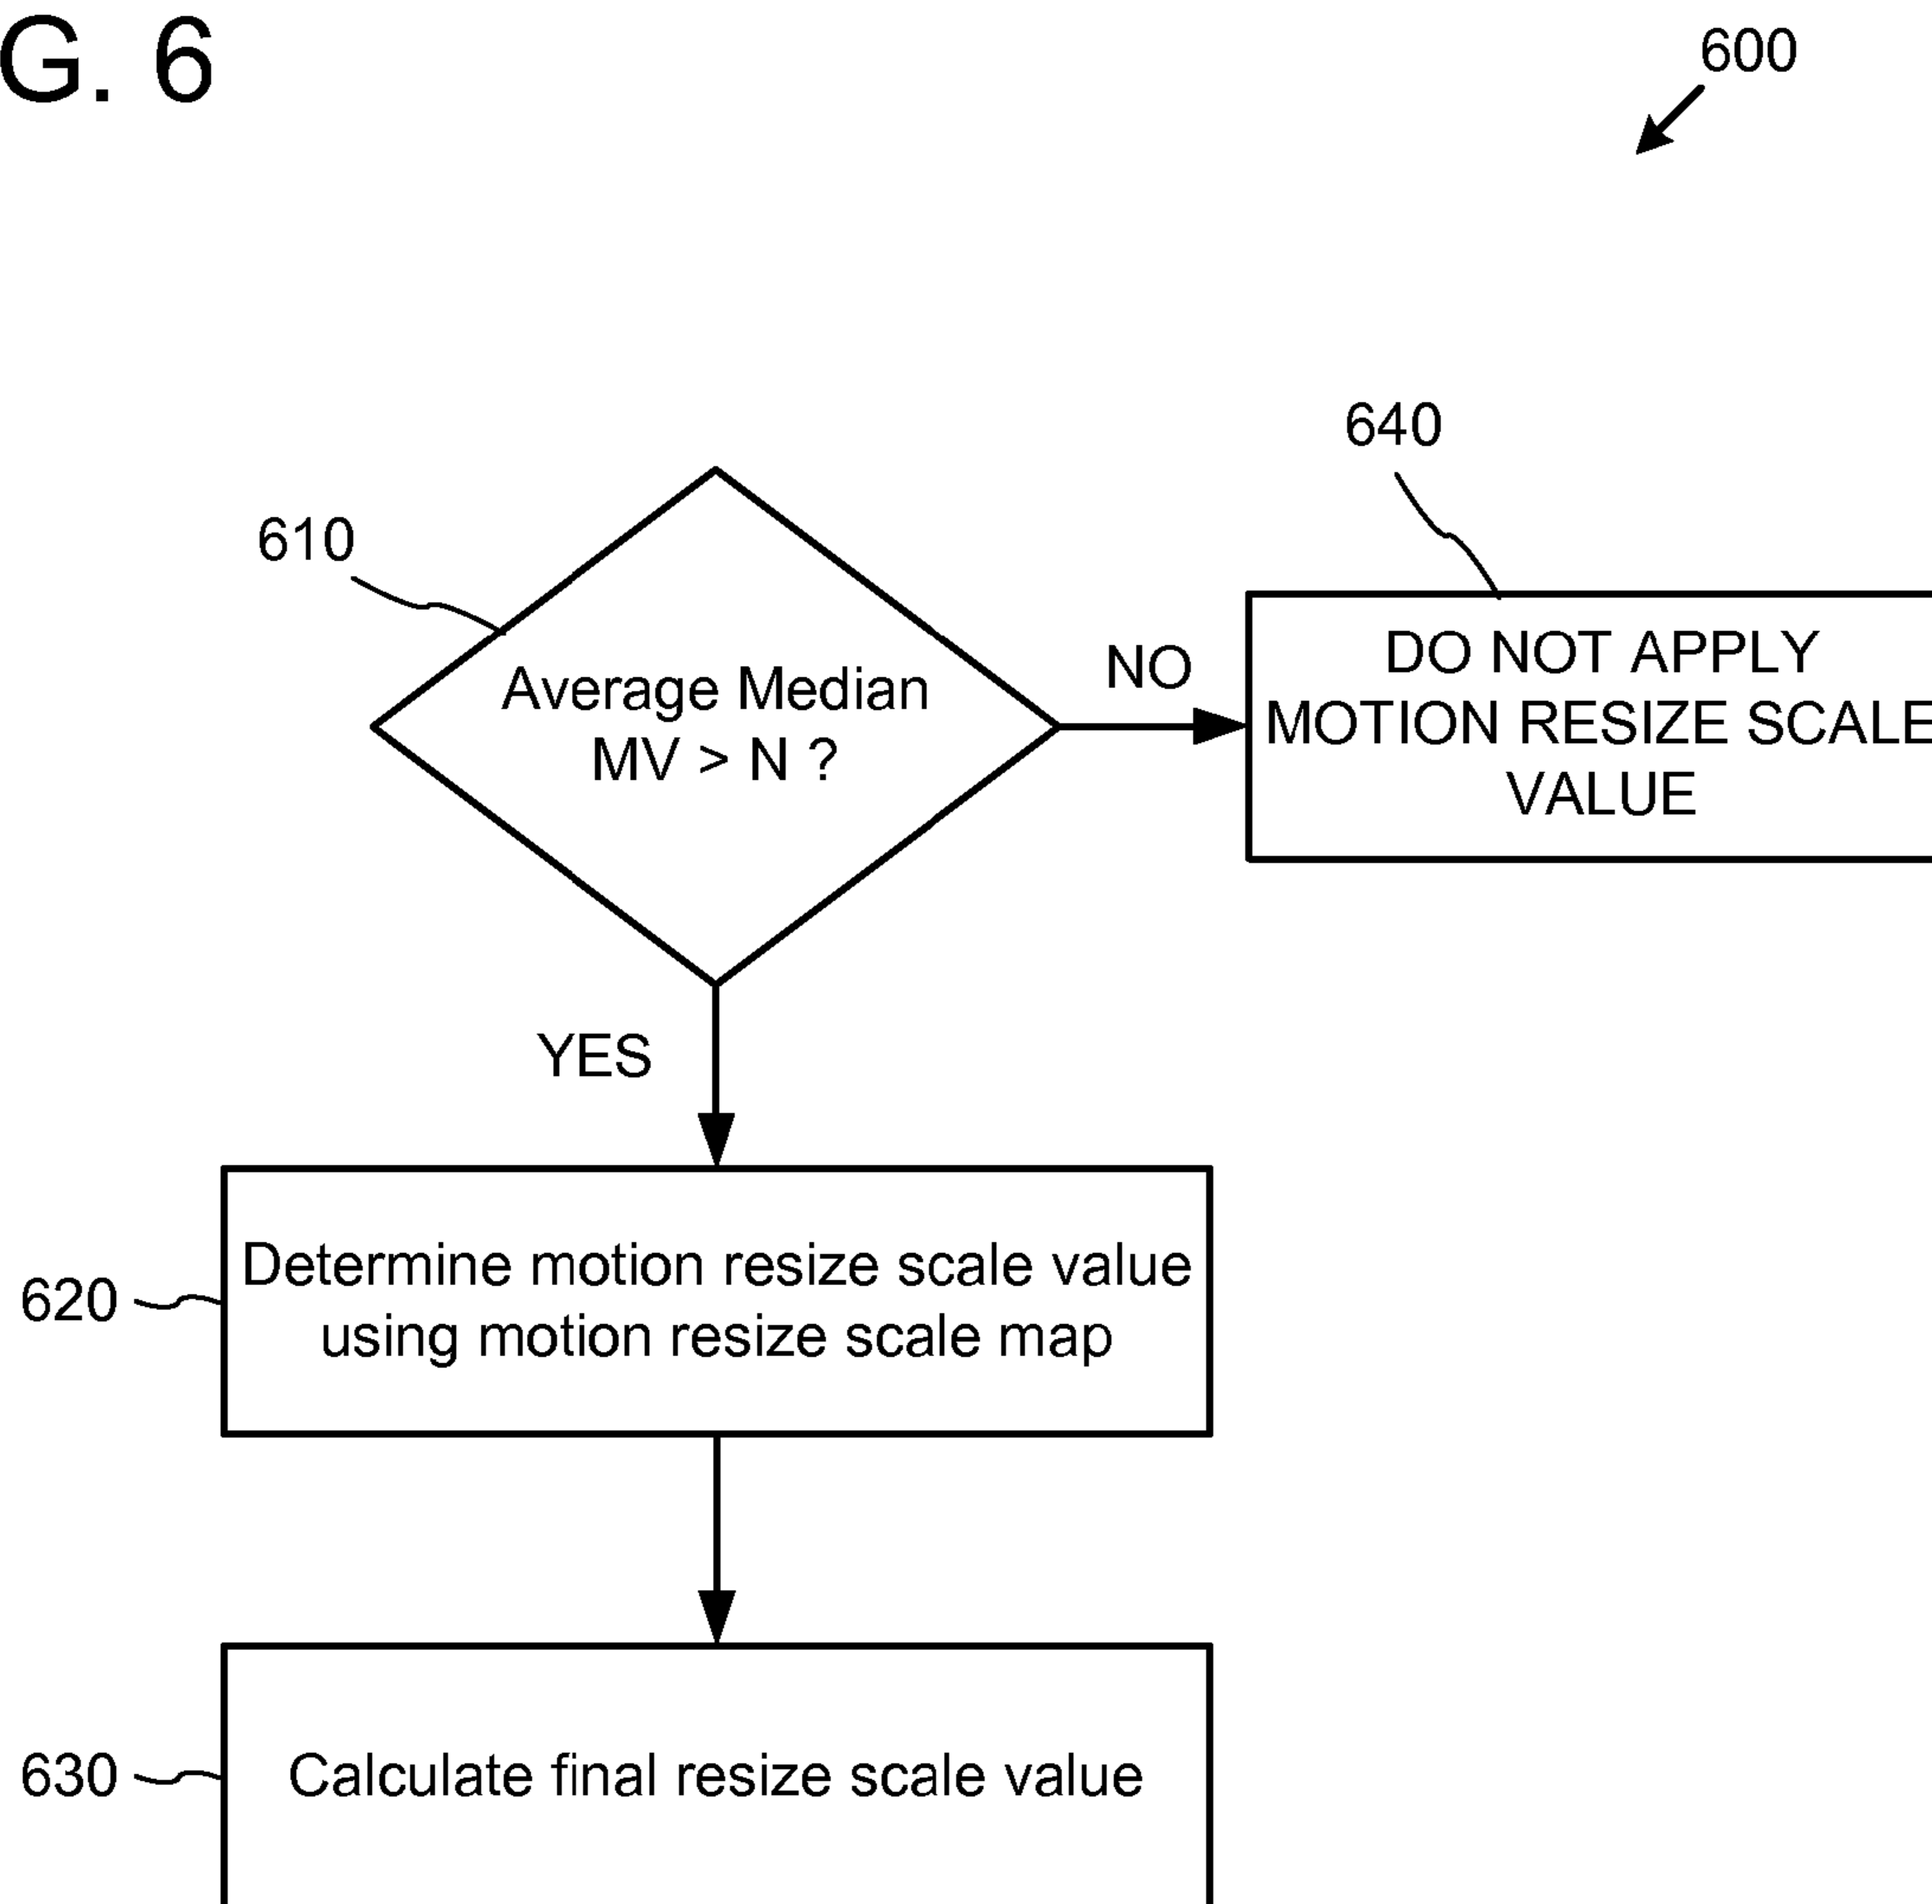 G. 6
600
640
610
Average Median
MV > N ?
NO
DO NOT APPLY
MOTION RESIZE SCALE
VALUE
YES
620
Determine motion resize scale value
using motion resize scale map
630
Calculate final resize scale value